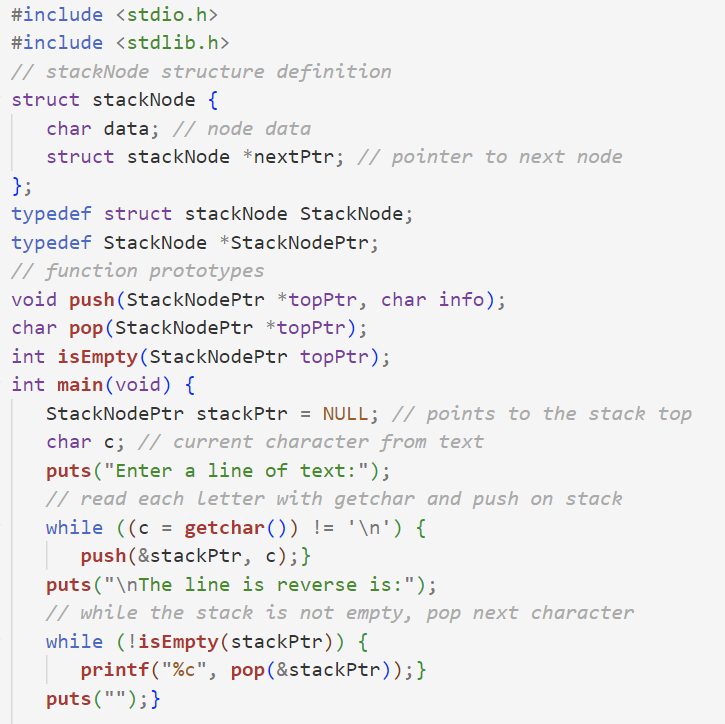 #include <stdio.h>
#include <stdlib.h>
// stackNode structure definition
struct stackNode {
   char data; // node data
   struct stackNode *nextPtr; // pointer to next node
};
typedef struct stackNode StackNode;
typedef StackNode *StackNodePtr;
// function prototypes
void push(StackNodePtr *topPtr, char info);
char pop(StackNodePtr *topPtr);
int isEmpty(StackNodePtr topPtr);
int main(void) {
   StackNodePtr stackPtr = NULL; // points to the stack top
   char c; // current character from text
   puts("Enter a line of text:");
   // read each letter with getchar and push on stack
   while ((c = getchar()) != '\n') {
      push(&stackPtr, c);}
   puts("\nThe line is reverse is:");
   // while the stack is not empty, pop next character
   while (!isEmpty(stackPtr)) {
      printf("%c", pop(&stackPtr));}
   puts("");}